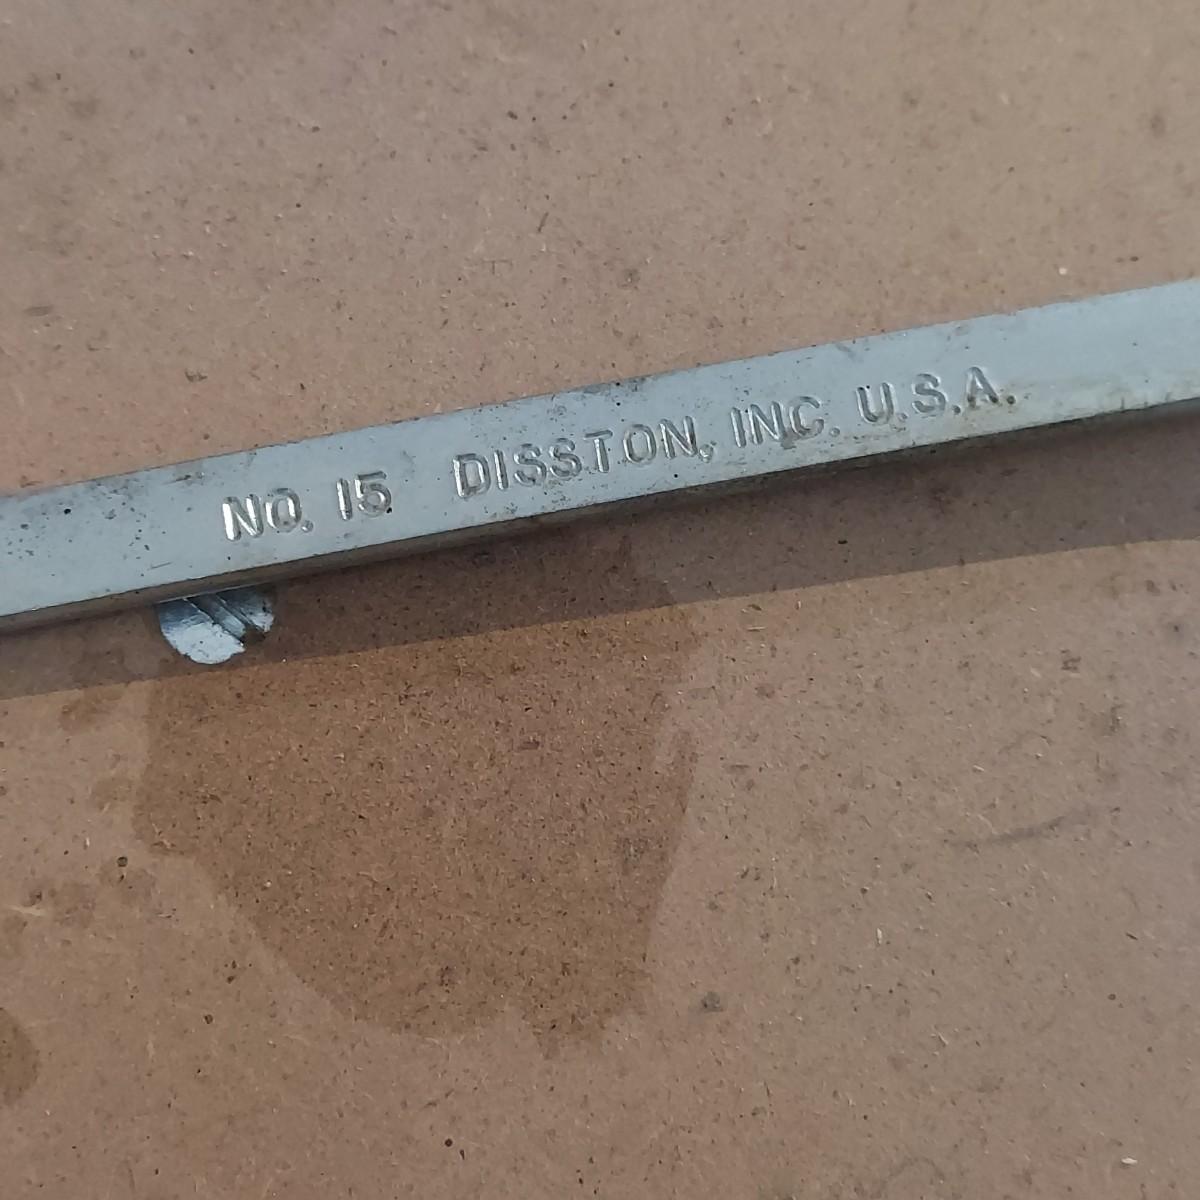 NO. 15 DISSTON, INC. U.S.A.